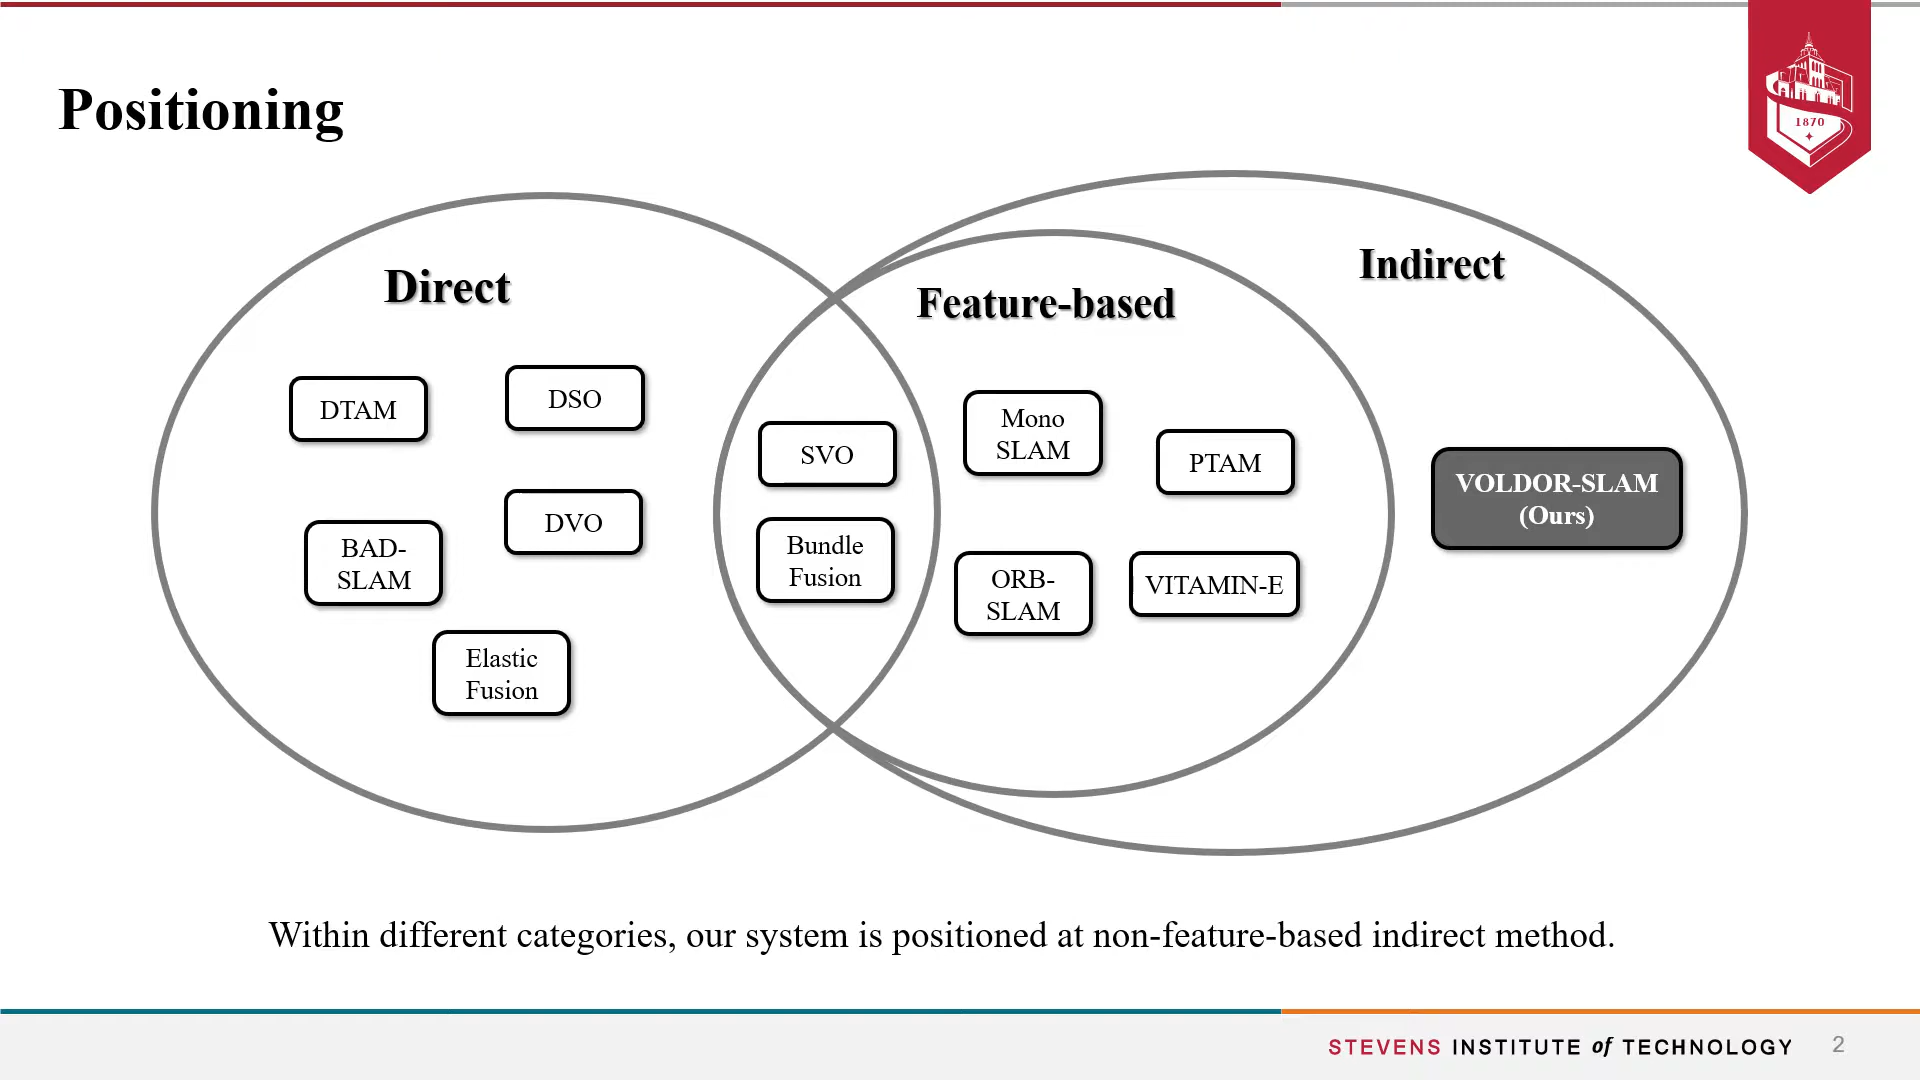 Positioning
1870
Direct
Feature-based
Indirect
DTAM
DSO
BAD-
SLAM
DVO
Elastic
Fusion
SVO
Bundle
Fusion
Mono
SLAM
PTAM
ORB-
SLAM
VITAMIN-E
VOLDOR-SLAM
(Ours)
Within different categories, our system is positioned at non-feature-based indirect method.
STEVENS INSTITUTE of TECHNOLOGY
2